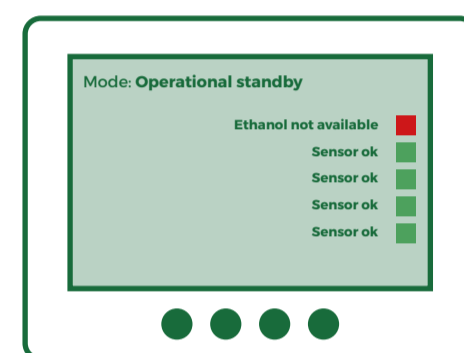 Mode: Operational standby
Ethanol not available
Sensor ok
Sensor ok
Sensor ok
Sensor ok